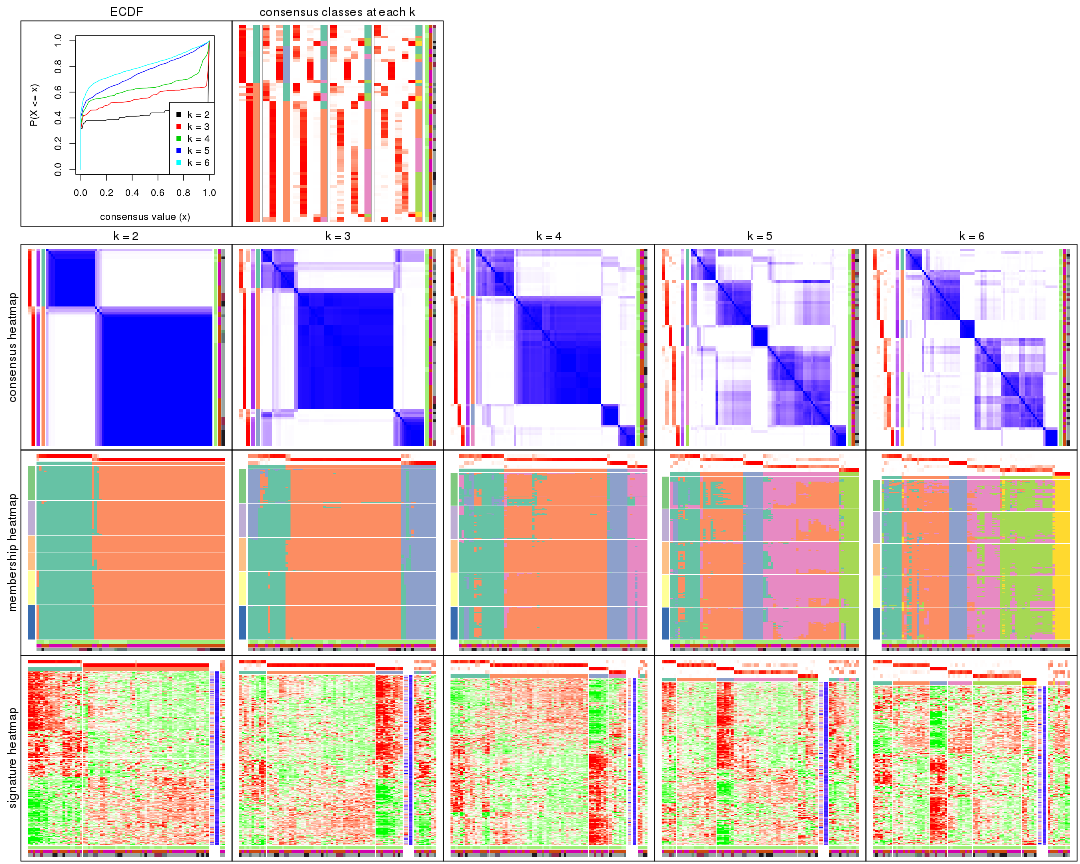 ECDF
consensus classes at each k
P(X <= x)
0.0 0.2 0.4 0.6 0.8 1.0
k = 2
k = 3
k = 4
k = 5
k = 6
0.0 0.2 0.4 0.6 0.8 1.0
consensus value (x)
k = 2
k = 3
k = 4
k = 5
k = 6
consensus heatmap
membership heatmap
signature heatmap